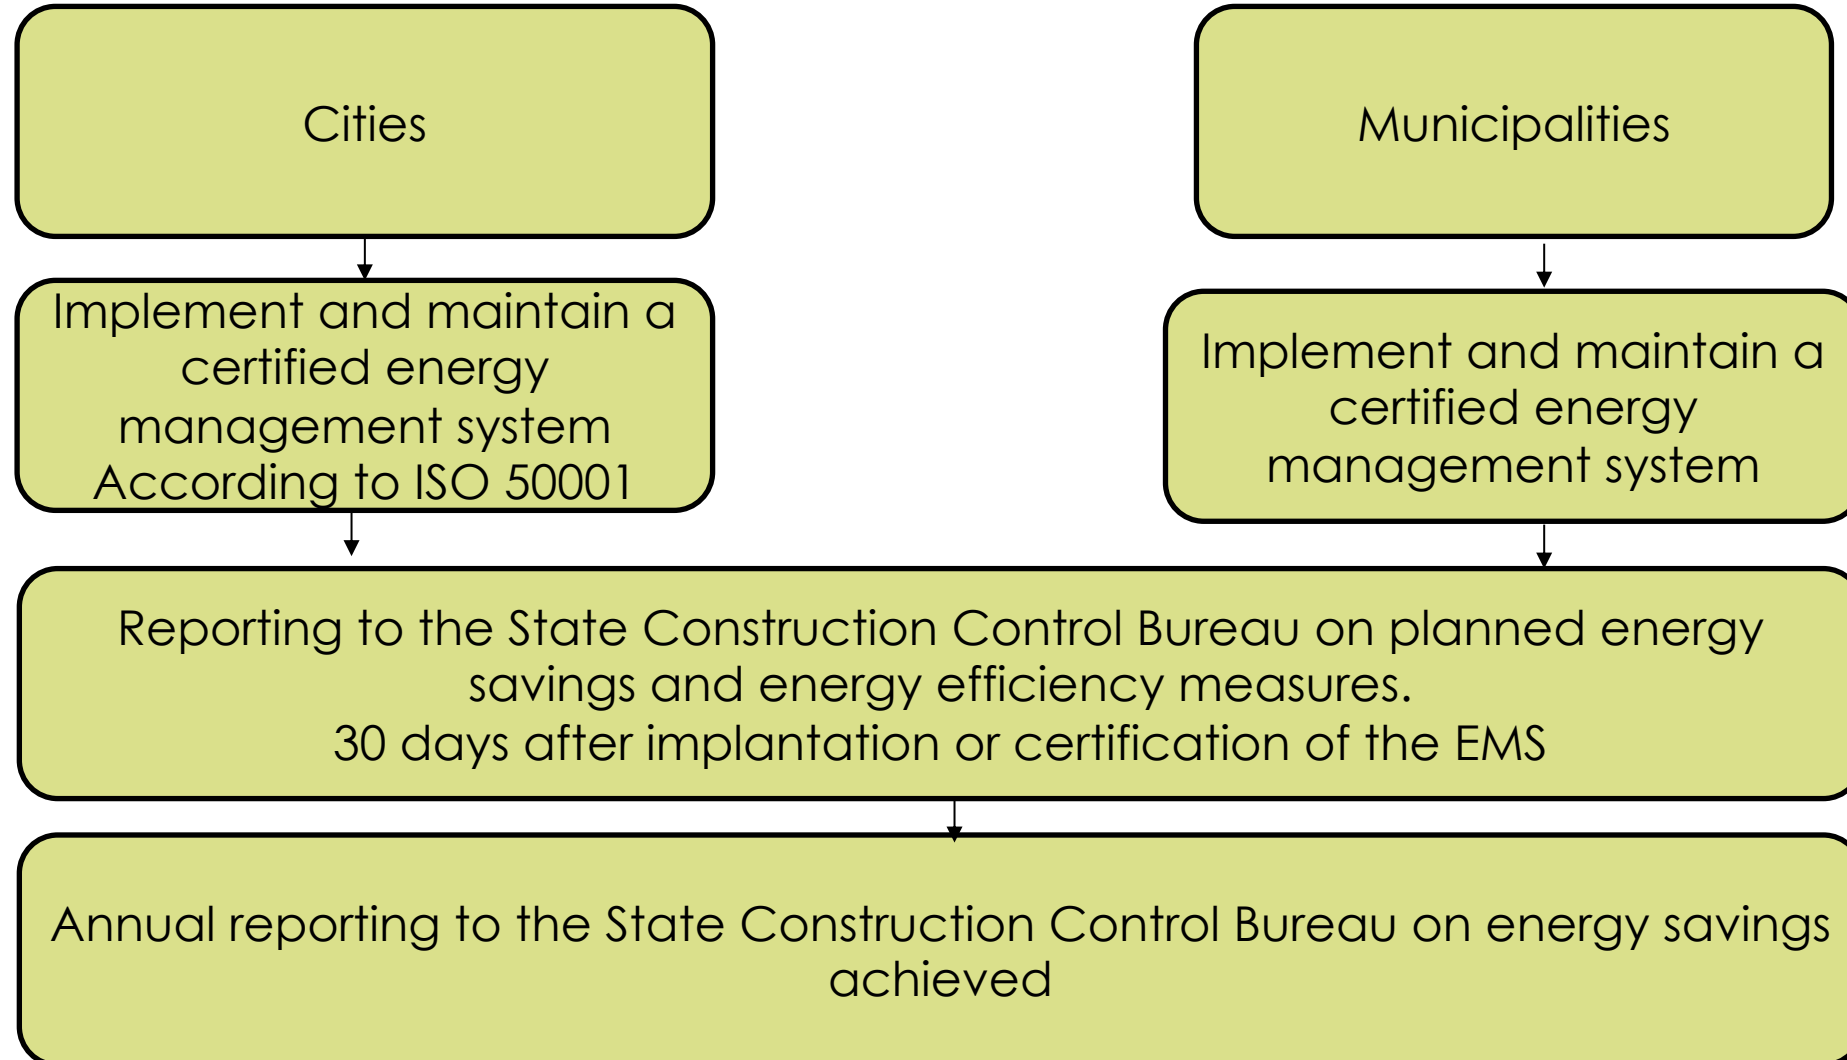 Cities
Municipalities
Implement and maintain a
certified energy
management system
According to ISO 50001
Implement and maintain a
certified energy
management system
Reporting to the State Construction Control Bureau on planned energy
savings and energy efficiency measures.
30 days after implantation or certification of the EMS
Annual reporting to the State Construction Control Bureau on energy savings
achieved